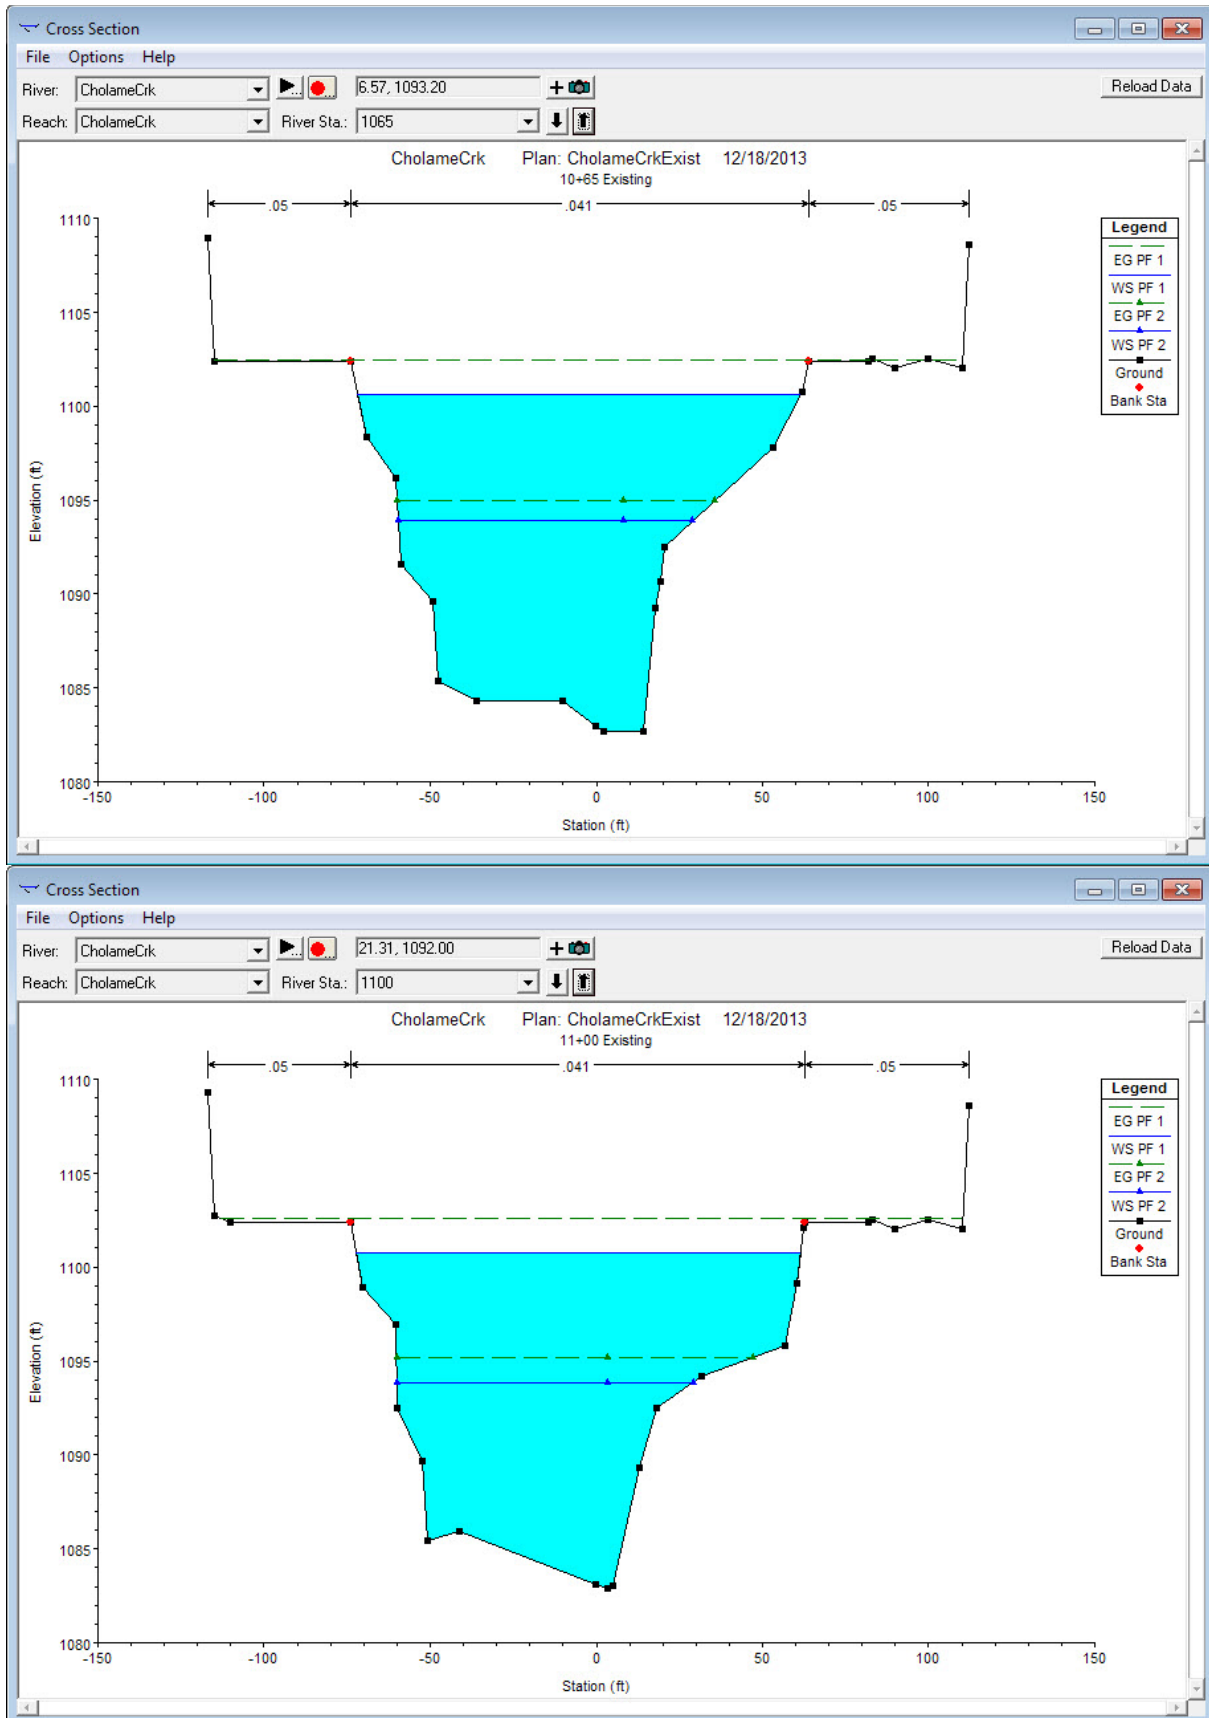 Cross Section
File Options Help
River: CholameCrk 6.57, 1093.20 Reload Data
Reach: CholameCrk River Sta.: 1065
CholameCrk Plan: CholameCrkExist 12/18/2013
10+65 Existing
.05 .041 .05
1110
1105
1100
1095
1090
1085
1080
Elevation (ft)
-150 -100 -50 0 50 100 150
Station (ft)
Legend
EG PF 1
WS PF 1
EG PF 2
WS PF 2
Ground
Bank Sta
Cross Section
File Options Help
River: CholameCrk 21.31, 1092.00 Reload Data
Reach: CholameCrk River Sta.: 1100
CholameCrk Plan: CholameCrkExist 12/18/2013
11+00 Existing
.05 .041 .05
1110
1105
1100
1095
1090
1085
1080
Elevation (ft)
-150 -100 -50 0 50 100 150
Station (ft)
Legend
EG PF 1
WS PF 1
EG PF 2
WS PF 2
Ground
Bank Sta